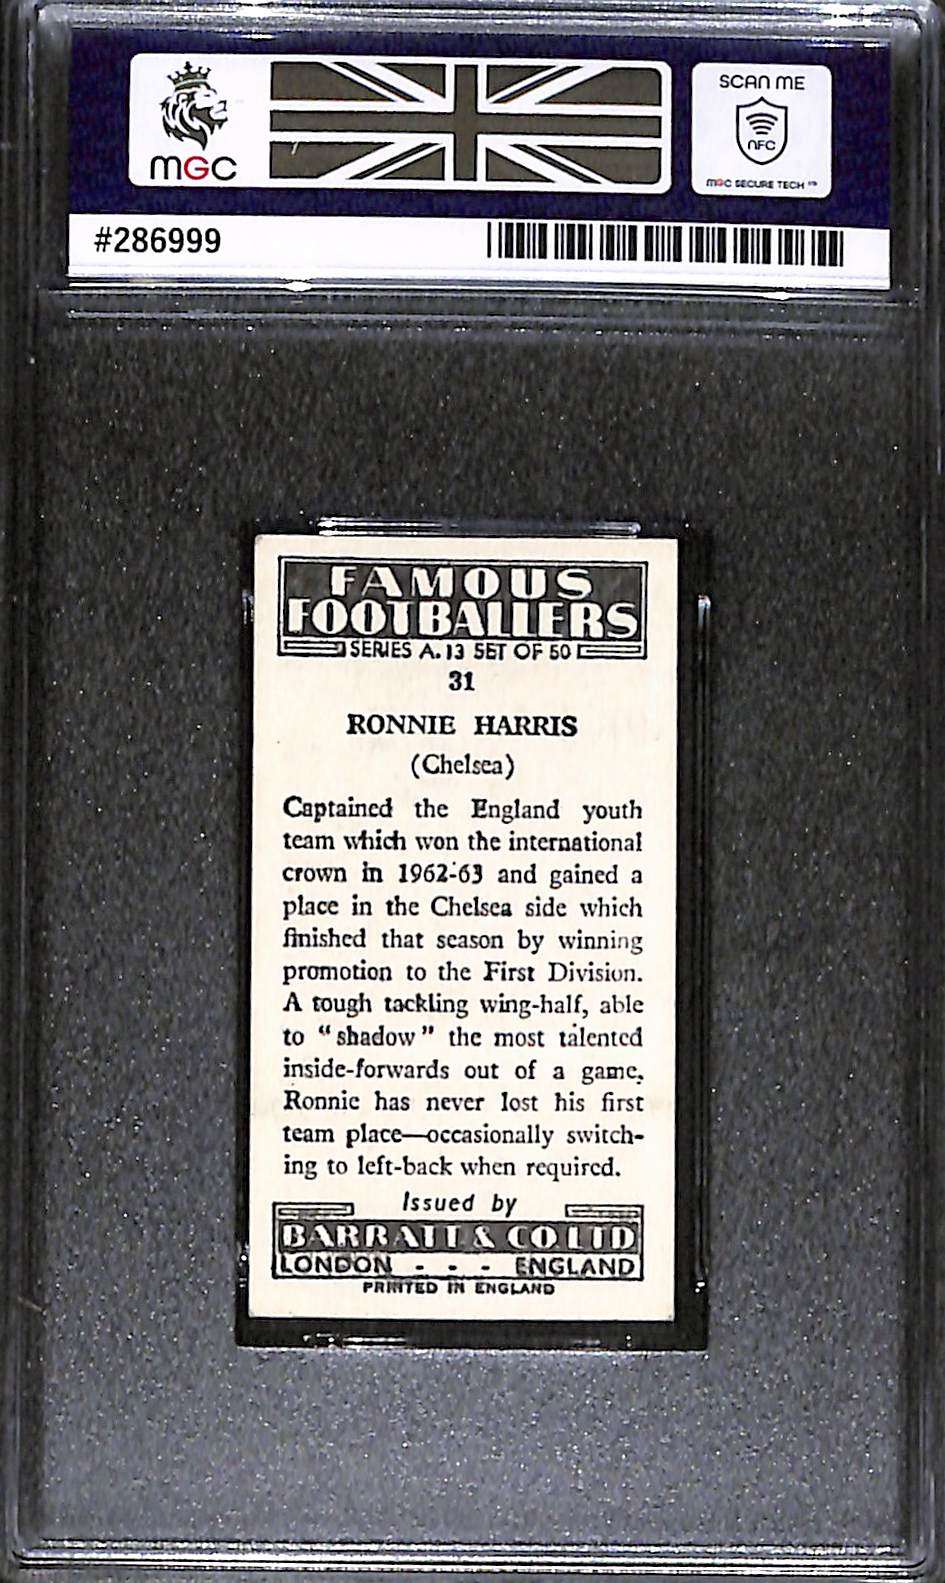 SCAN ME
NFC
MGC
MGC SECURE TECH
#286999
FAMOUS
FOOTBALLERS
SERIES A.13 SET OF 50
31
RONNIE HARRIS
(Chelsea)
Captained the England youth
team which won the international
crown in 1962-63 and gained a
place in the Chelsea side which
finished that season by winning
promotion to the First Division.
A tough tackling wing-half, able
to “shadow” the most talented
inside-forwards out of a game,
Ronnie has never lost his first
team place—occasionally switch-
ing to left-back when required.
Issued by
BARRATT & CO LTD
LONDON - - - ENGLAND
PRINTED IN ENGLAND